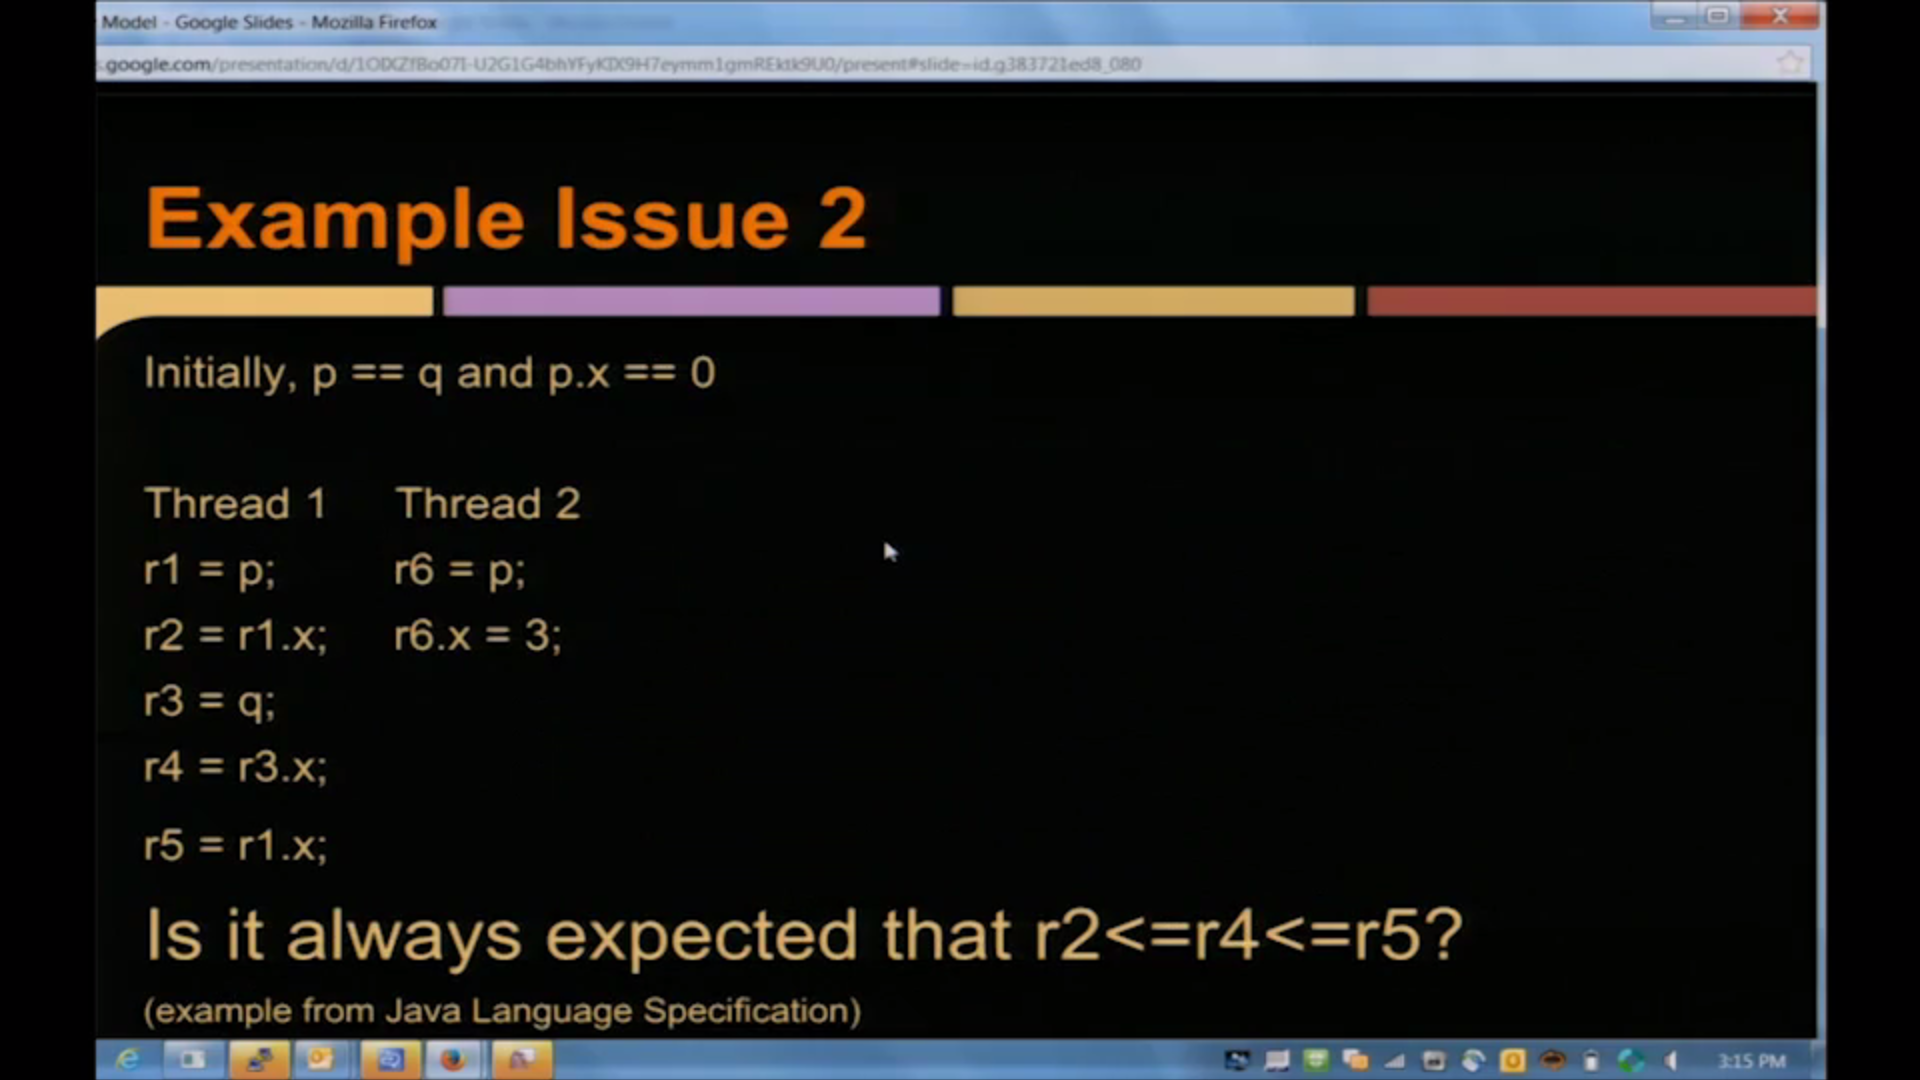 Model - Google Slides - Mozilla Firefox
.google.com/presentation/d/1OIXZfBo07I-U2G1G4bhYFyKIX9H7eymm1gmREktk9U0/present#slide=id.g383721ed8_080
Example Issue 2
Initially, p == q and p.x == 0
Thread 1 Thread 2
r1 = p; r6 = p;
r2 = r1.x; r6.x = 3;
r3 = q;
r4 = r3.x;
r5 = r1.x;
Is it always expected that r2<=r4<=r5?
(example from Java Language Specification)
3:15 PM